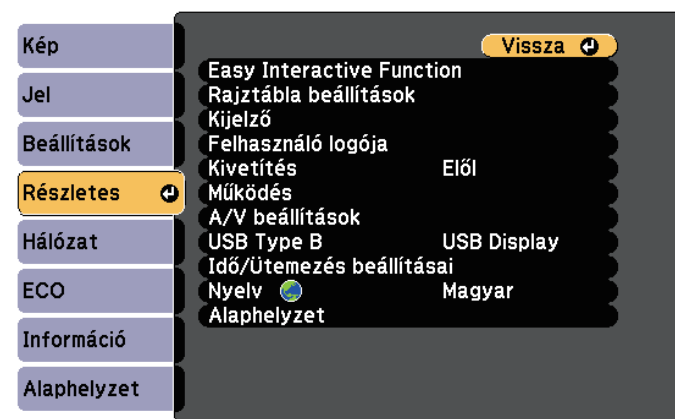 Kép
Jel
Beállítások
Részletes
Hálózat
ECO
Információ
Alaphelyzet
Vissza
Easy Interactive Function
Rajztábla beállítások
Kijelző
Felhasználó logója
Kivetítés Elől
Működés
A/V beállítások
USB Type B USB Display
Idő/Ütemezés beállításai
Nyelv Magyar
Alaphelyzet